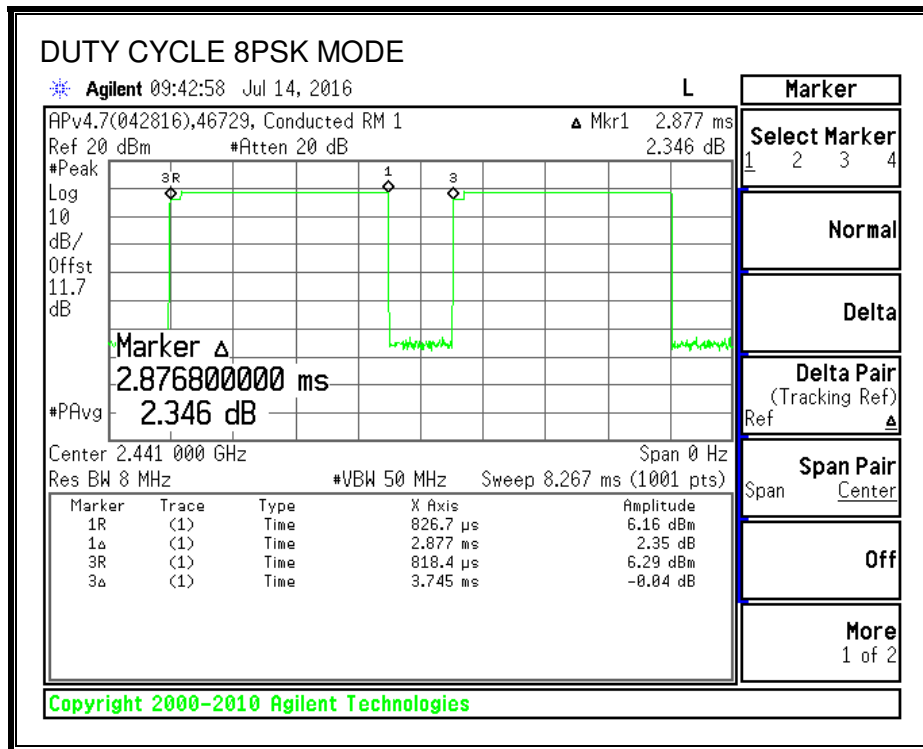 DUTY CYCLE 8PSK MODE
Agilent 09:42:58 Jul 14, 2016 L
APv4.7(042816),46729, Conducted RM 1 Δ Mkr1 2.877 ms
Ref 20 dBm #Atten 20 dB 2.346 dB
#Peak
Log
10
dB/
Offst
11.7
dB
3R 1 3
Marker Δ
2.876800000 ms
2.346 dB
#PAvg
Center 2.441 000 GHz Span 0 Hz
Res BW 8 MHz #VBW 50 MHz Sweep 8.267 ms (1001 pts)
Marker Trace Type X Axis Amplitude
1R (1) Time 826.7 µs 6.16 dBm
1Δ (1) Time 2.877 ms 2.35 dB
3R (1) Time 818.4 µs 6.29 dBm
3Δ (1) Time 3.745 ms -0.04 dB
Marker
Select Marker
1 2 3 4
Normal
Delta
Delta Pair
(Tracking Ref)
Ref Δ
Span Pair
Span Center
Off
More
1 of 2
Copyright 2000-2010 Agilent Technologies